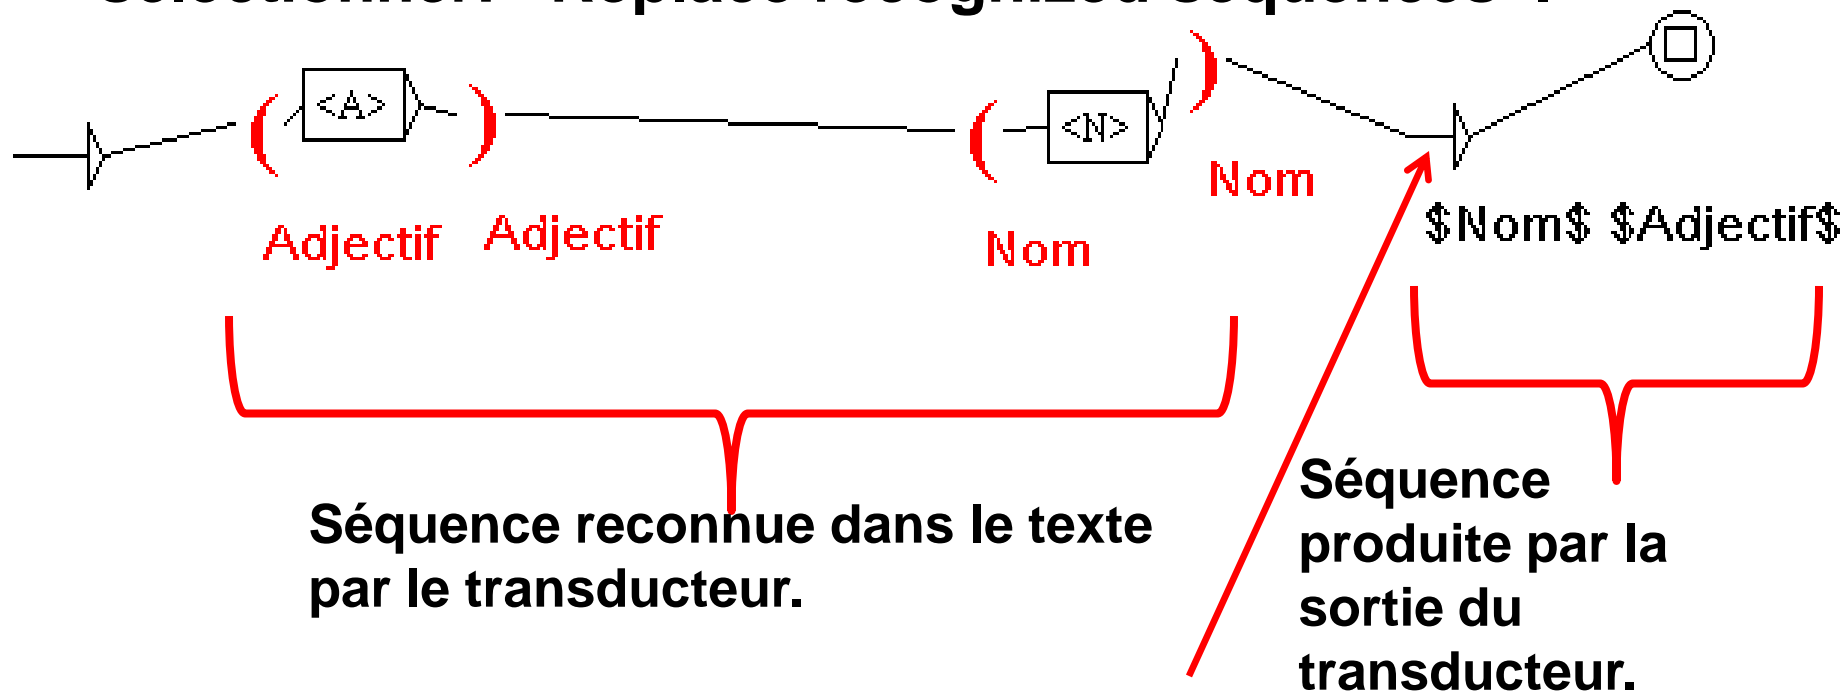 <A>
<N>
Nom
Adjectif Adjectif
Nom
$Nom$ $Adjectif$
Séquence reconnue dans le texte
par le transducteur.
Séquence
produite par la
sortie du
transducteur.